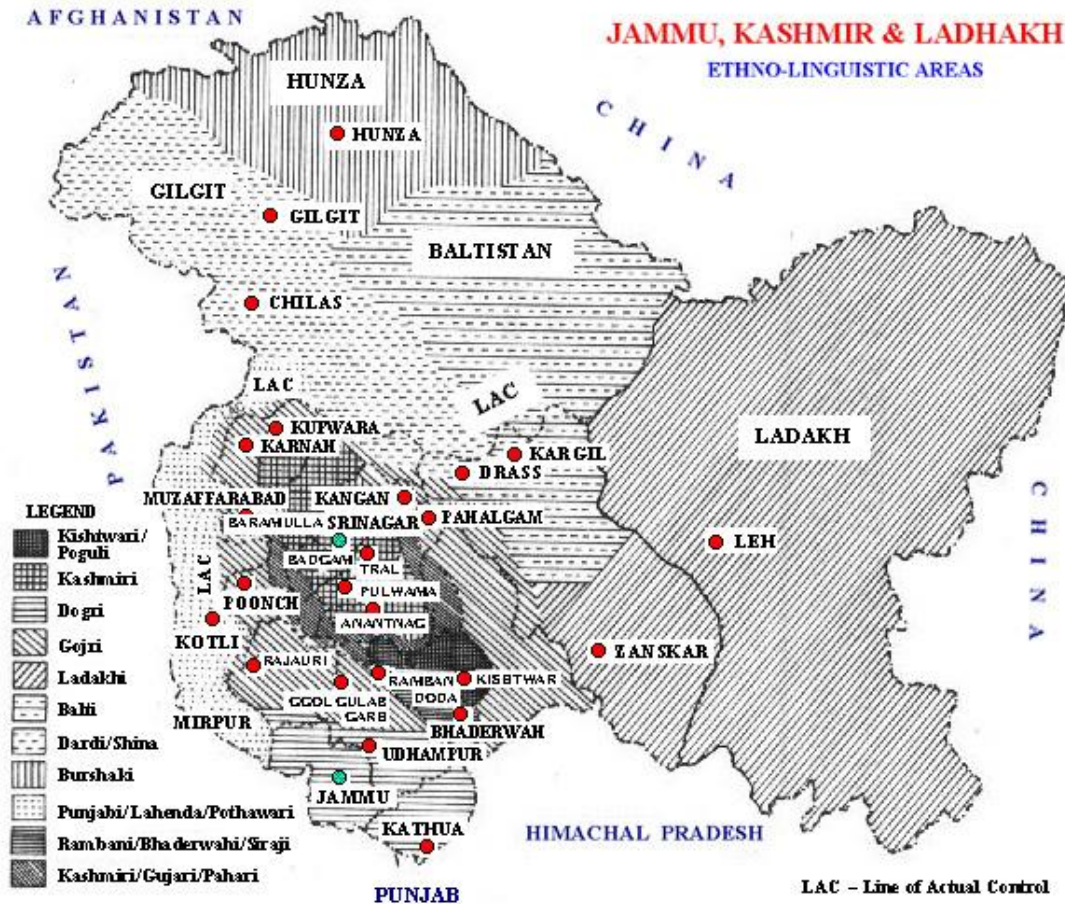 AFGHANISTAN
JAMMU, KASHMIR & LADHAKH
ETHNO-LINGUISTIC AREAS
HUNZA
HUNZA
CHINA
GILGIT
GILGIT
BALTISTAN
PAKISTAN
CHILAS
LAC
LAC
KUPWARA
KARNAH
KARGIL
DRASS
LADAKH
MUZAFFARABAD
KANGAN
BARAMULLA
SRINAGAR
PAHALGAM
CHINA
LEH
BADGAM
TRAL
LAC
PULWAMA
POONCH
ANANTNAG
KOTLI
ZANSKAR
RAJAURI
RAMBAN
KISHTWAR
DODA
GOOL GULAB
GARH
MIRPUR
BHADERWAH
UDHAMPUR
JAMMU
KATHUA
HIMACHAL PRADESH
PUNJAB
LEGEND
Kishtwari/
Poguli
Kashmiri
Dogri
Gojri
Ladakhi
Balti
Dardi/Shina
Burshaki
Punjabi/Lahenda/Pothawari
Rambani/Bhaderwahi/Siraji
Kashmiri/Gujari/Pahari
LAC – Line of Actual Control